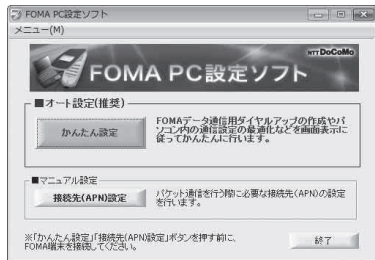 FOMA PC設定ソフト
メニュー(M)
NTT DoCoMo
FOMA PC設定ソフト
■オート設定(推奨)
かんたん設定
FOMAデータ通信用ダイヤルアップの作成やパ
ソコン内の通信設定の最適化などを画面表示に
従ってかんたんに行います。
■マニュアル設定
接続先(APN)設定
パケット通信を行う際に必要な接続先(APN)の設定
を行います。
※「かんたん設定」「接続先(APN)設定」ボタンを押す前に、
FOMA端末を接続してください。
終了